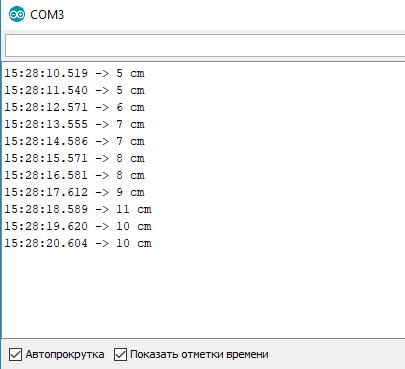 COM3
15:28:10.519 -> 5 cm
15:28:11.540 -> 5 cm
15:28:12.571 -> 6 cm
15:28:13.555 -> 7 cm
15:28:14.586 -> 7 cm
15:28:15.571 -> 8 cm
15:28:16.581 -> 8 cm
15:28:17.612 -> 9 cm
15:28:18.589 -> 11 cm
15:28:19.620 -> 10 cm
15:28:20.604 -> 10 cm
Автопрокрутка Показать отметки времени